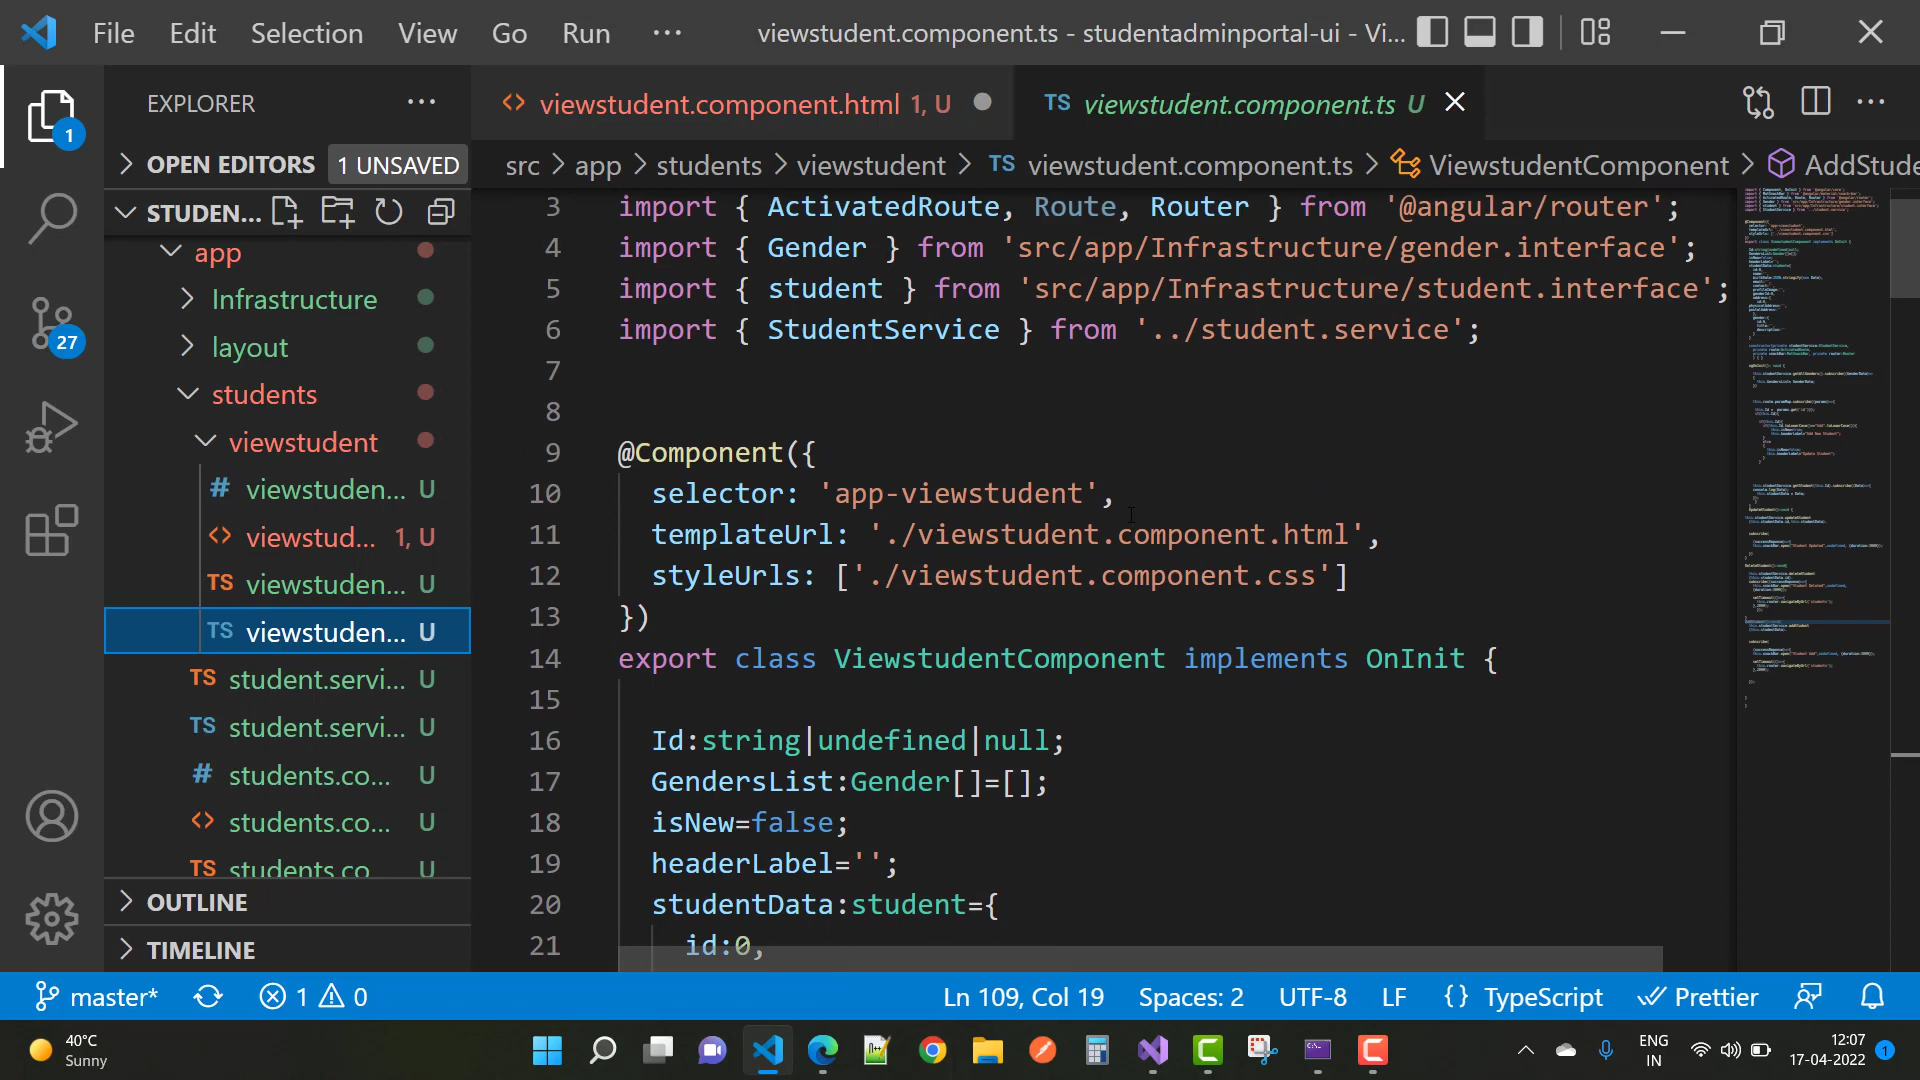 File Edit Selection View Go Run ··· viewstudent.component.ts - studentadminportal-ui - Vi...
EXPLORER
1
OPEN EDITORS 1 UNSAVED
STUDEN...
app
Infrastructure
layout
students
viewstudent
# viewstuden... U
<> viewstud... 1, U
TS viewstuden... U
TS viewstuden... U
TS student.servi... U
TS student.servi... U
# students.co... U
<> students.co... U
TS students.co U
OUTLINE
TIMELINE
27
<> viewstudent.component.html 1, U
TS viewstudent.component.ts U
src > app > students > viewstudent > TS viewstudent.component.ts > ViewstudentComponent > AddStude
3 import { ActivatedRoute, Route, Router } from '@angular/router';
4 import { Gender } from 'src/app/Infrastructure/gender.interface';
5 import { student } from 'src/app/Infrastructure/student.interface';
6 import { StudentService } from '../student.service';
7
8
9 @Component({
10 selector: 'app-viewstudent',
11 templateUrl: './viewstudent.component.html',
12 styleUrls: ['./viewstudent.component.css']
13 })
14 export class ViewstudentComponent implements OnInit {
15
16 Id:string|undefined|null;
17 GendersList:Gender[]=[];
18 isNew=false;
19 headerLabel='';
20 studentData:student={
21 id:0,
master* 1 0 Ln 109, Col 19 Spaces: 2 UTF-8 LF {} TypeScript Prettier
40°C
Sunny
ENG
IN
12:07
17-04-2022
1